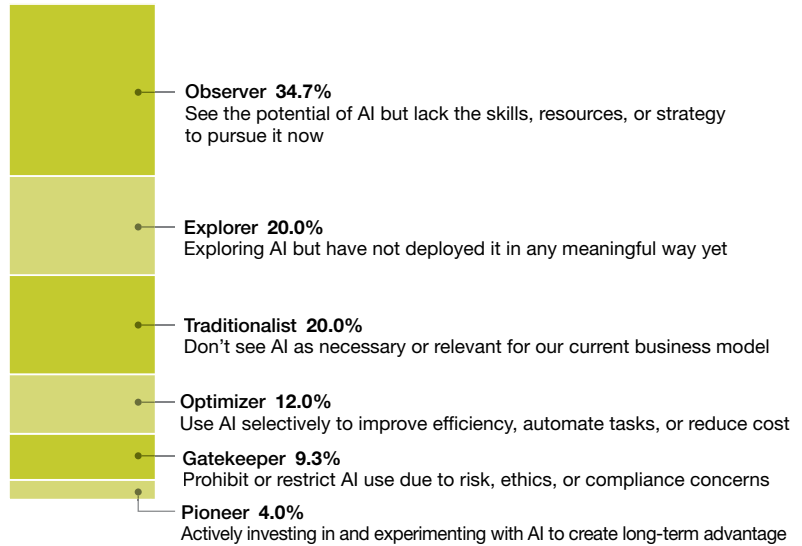 Observer 34.7%
See the potential of AI but lack the skills, resources, or strategy
to pursue it now
Explorer 20.0%
Exploring AI but have not deployed it in any meaningful way yet
Traditionalist 20.0%
Don’t see AI as necessary or relevant for our current business model
Optimizer 12.0%
Use AI selectively to improve efficiency, automate tasks, or reduce cost
Gatekeeper 9.3%
Prohibit or restrict AI use due to risk, ethics, or compliance concerns
Pioneer 4.0%
Actively investing in and experimenting with AI to create long-term advantage